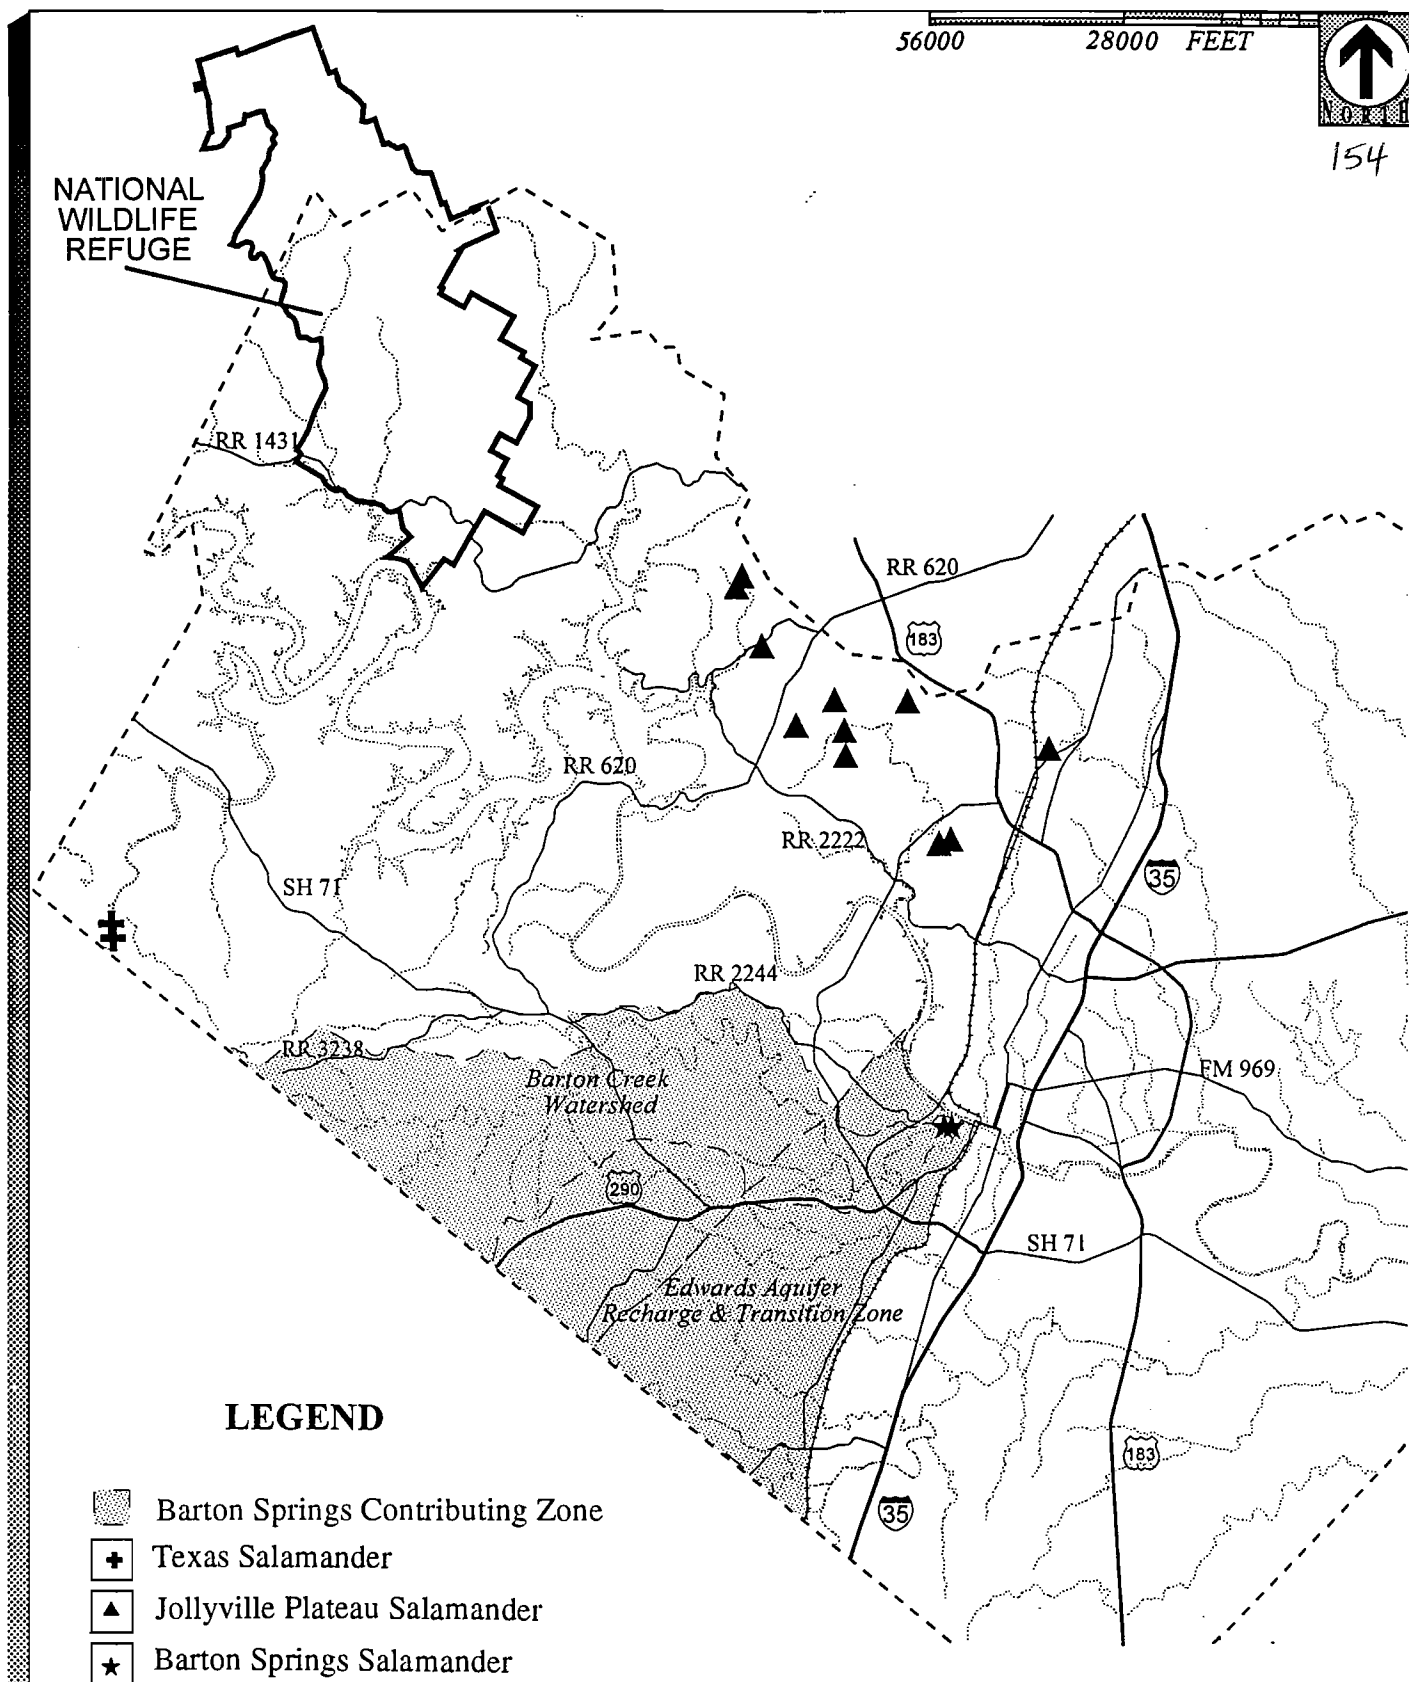 56000 28000 FEET
NORTH
154
NATIONAL
WILDLIFE
REFUGE
RR 1431
RR 620
183
RR 620
RR 2222
35
SH 71
RR 2244
RR 3238
Barton Creek
Watershed
FM 969
290
SH 71
Edwards Aquifer
Recharge & Transition Zone
183
35
LEGEND
Barton Springs Contributing Zone
Texas Salamander
Jollyville Plateau Salamander
Barton Springs Salamander